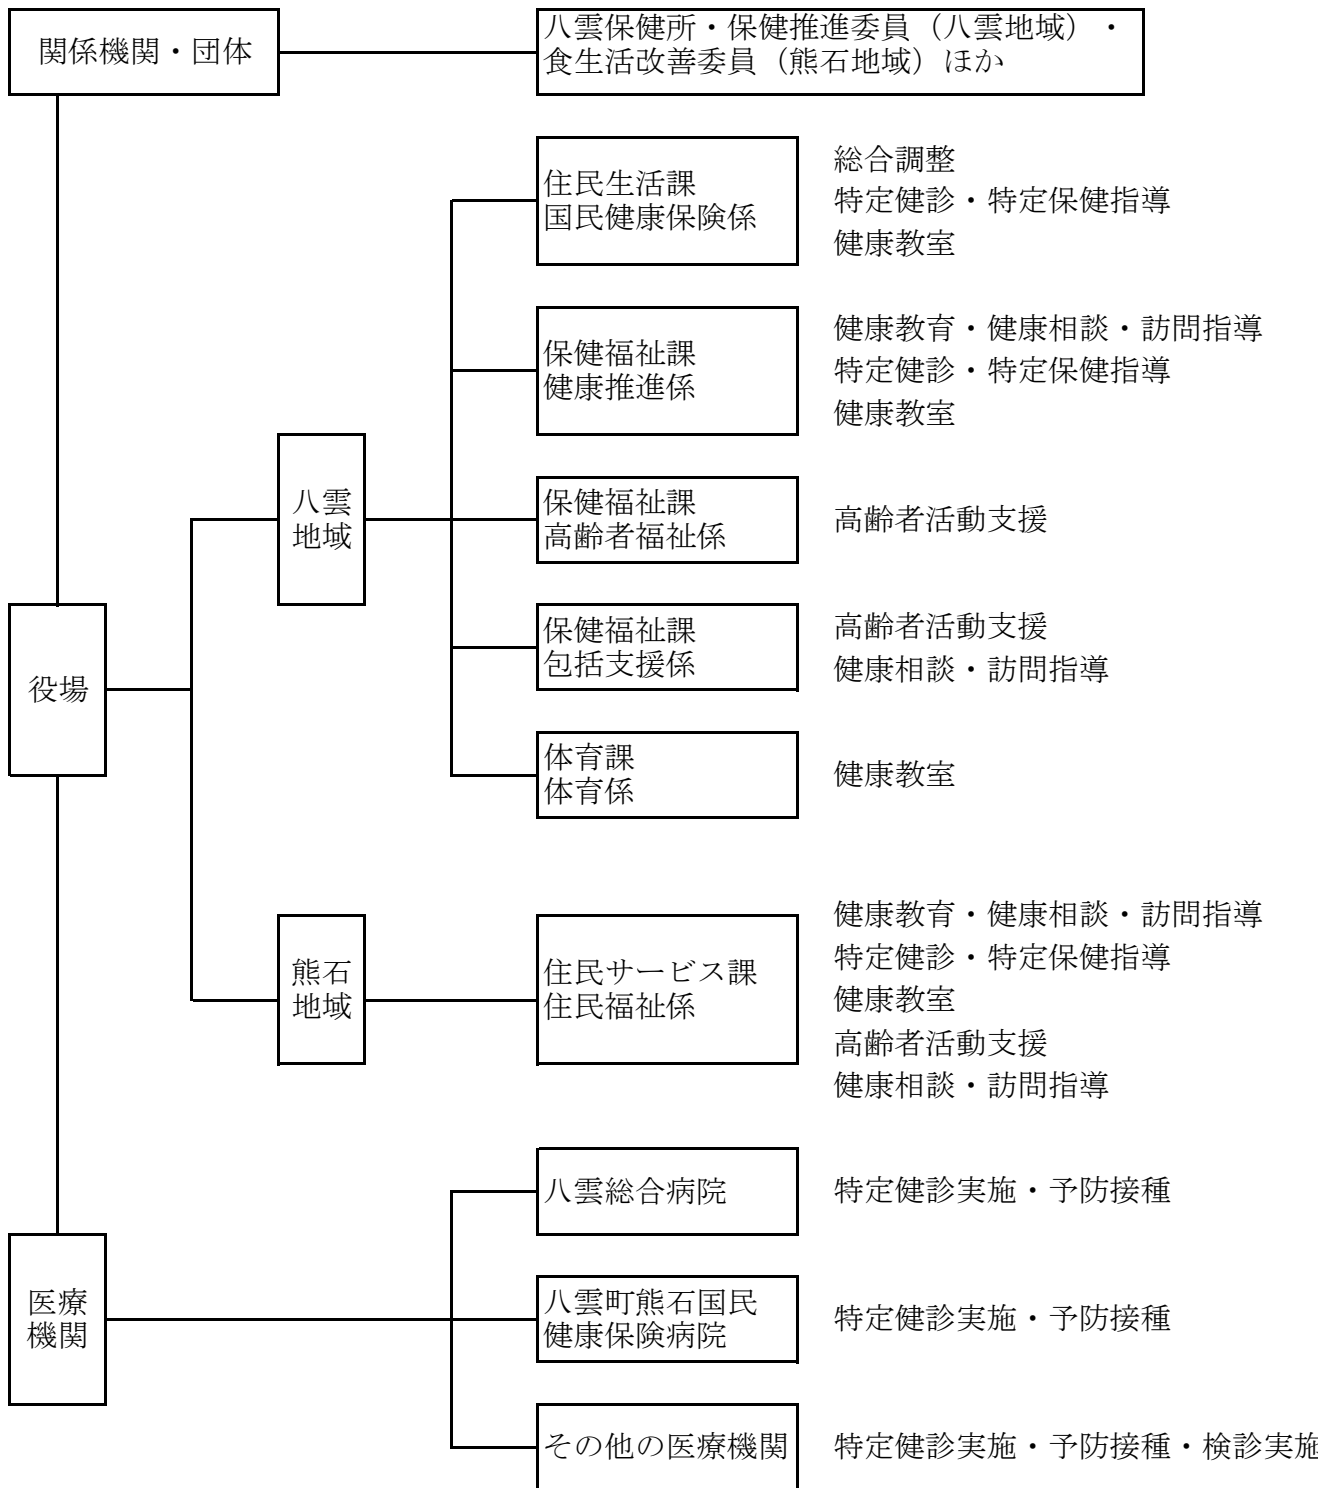 関係機関・団体
八雲保健所・保健推進委員（八雲地域）・
食生活改善委員（熊石地域）ほか
住民生活課
国民健康保険係
総合調整
特定健診・特定保健指導
健康教室
保健福祉課
健康推進係
健康教育・健康相談・訪問指導
特定健診・特定保健指導
健康教室
八雲
地域
保健福祉課
高齢者福祉係
高齢者活動支援
役場
保健福祉課
包括支援係
高齢者活動支援
健康相談・訪問指導
体育課
体育係
健康教室
熊石
地域
住民サービス課
住民福祉係
健康教育・健康相談・訪問指導
特定健診・特定保健指導
健康教室
高齢者活動支援
健康相談・訪問指導
医療
機関
八雲総合病院
特定健診実施・予防接種
八雲町熊石国民
健康保険病院
特定健診実施・予防接種
その他の医療機関
特定健診実施・予防接種・検診実施